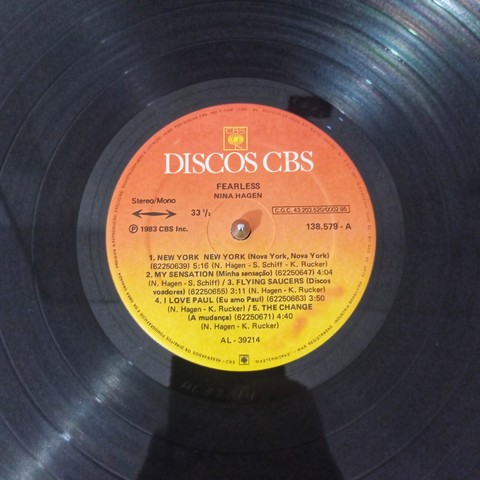 CBS
DISCOS CBS
FEARLESS
NINA HAGEN
Stereo/Mono
33 ⅓
C.G.C. 43.203.520/0002-95
℗ 1983 CBS Inc.
138.579 - A
1. NEW YORK NEW YORK (Nova York, Nova York)
(62250639) 5:16 (N. Hagen - S. Schiff - K. Rucker)
2. MY SENSATION (Minha sensação) (62250647) 4:04
(N. Hagen - S. Schiff) / 3. FLYING SAUCERS (Discos
voadores) (62250655) 3:11 (N. Hagen - K. Rucker)
4. I LOVE PAUL (Eu amo Paul) (62250663) 3:50
(N. Hagen - K. Rucker) / 5. THE CHANGE
(A mudança) (62250671) 4:40
(N. Hagen - K. Rucker)
AL - 39214